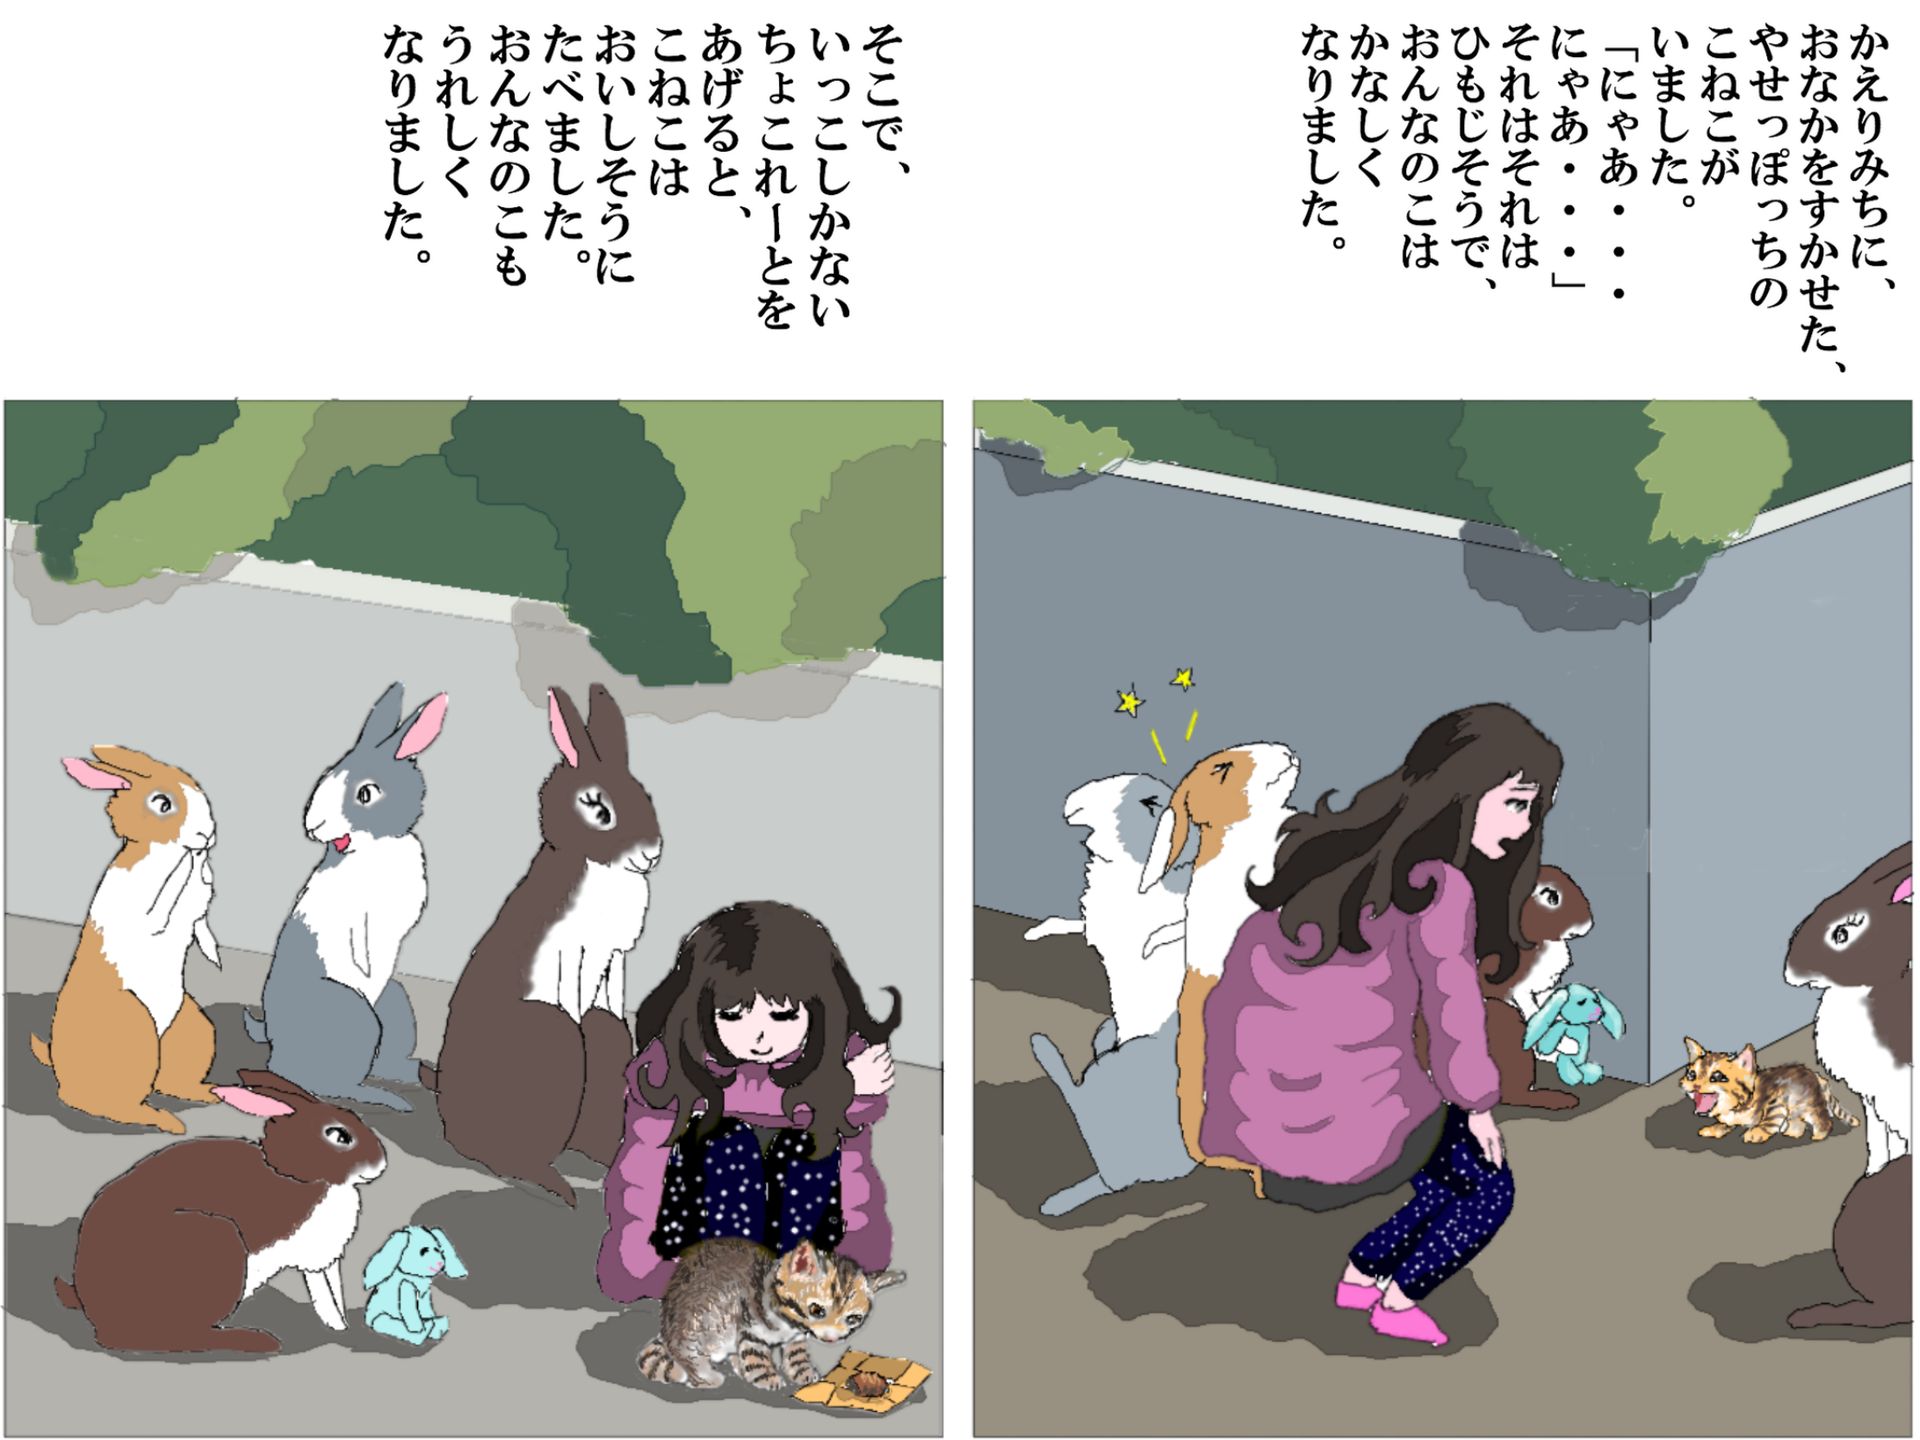 かえりみちに、
おなかをすかせた、
やせっぽっちの
こねこが
いました。
「にゃあ・・・
にゃあ・・・」
それはそれは
ひもじそうで、
おんなのこは
かなしく
なりました。
そこで、
いっこしかない
ちょこれーとを
あげると、
こねこは
おいしそうに
たべました。
おんなのこも
うれしく
なりました。